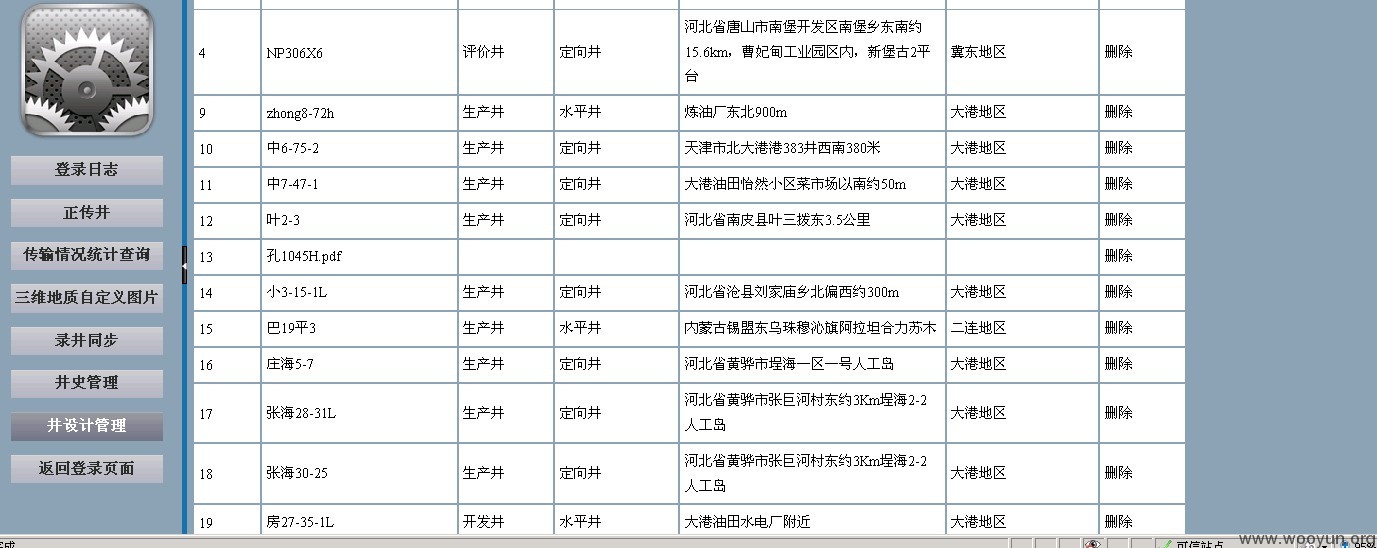 登录日志
正传井
传输情况统计查询
三维地质自定义图片
录井同步
井史管理
井设计管理
返回登录页面
4 NP306X6 评价井 定向井 河北省唐山市南堡开发区南堡乡东南约
15.6km，曹妃甸工业园区内，新堡古2平
台 冀东地区 删除
9 zhong8-72h 生产井 水平井 炼油厂东北900m 大港地区 删除
10 中6-75-2 生产井 定向井 天津市北大港港383井西南380米 大港地区 删除
11 中7-47-1 生产井 定向井 大港油田怡然小区菜市场以南约50m 大港地区 删除
12 叶2-3 生产井 定向井 河北省南皮县叶三拨东3.5公里 大港地区 删除
13 孔1045H.pdf 删除
14 小3-15-1L 生产井 定向井 河北省沧县刘家庙乡北偏西约300m 大港地区 删除
15 巴19平3 生产井 水平井 内蒙古锡盟东乌珠穆沁旗阿拉坦合力苏木 二连地区 删除
16 庄海5-7 生产井 定向井 河北省黄骅市埕海一区一号人工岛 大港地区 删除
17 张海28-31L 生产井 定向井 河北省黄骅市张巨河村东约3Km埕海2-2
人工岛 大港地区 删除
18 张海30-25 生产井 定向井 河北省黄骅市张巨河村东约3Km埕海2-2
人工岛 大港地区 删除
19 房27-35-1L 开发井 水平井 大港油田水电厂附近 大港地区 删除
www.wooyun.org
完成 可信站点 95%